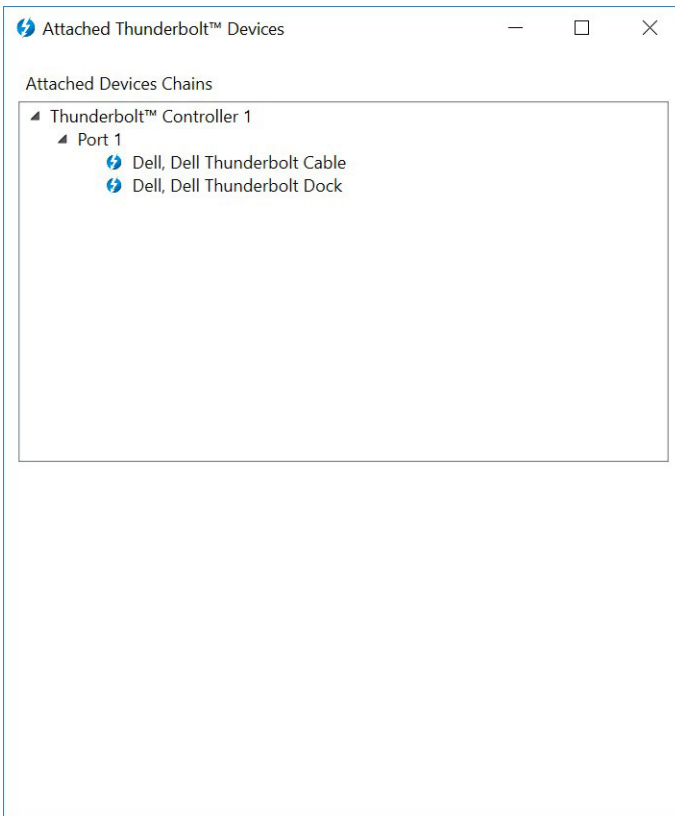 Attached Thunderbolt™ Devices
Attached Devices Chains
Thunderbolt™ Controller 1
Port 1
Dell, Dell Thunderbolt Cable
Dell, Dell Thunderbolt Dock